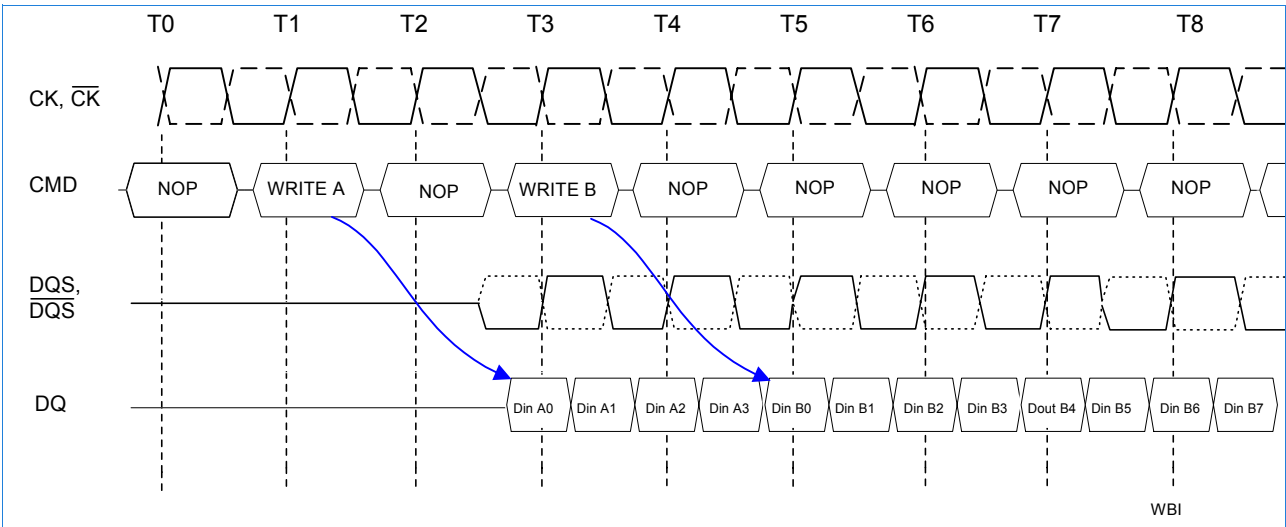 T0 T1 T2 T3 T4 T5 T6 T7 T8
CK, CK
CMD NOP WRITE A NOP WRITE B NOP NOP NOP NOP NOP
DQS,
DQS
DQ Din A0 Din A1 Din A2 Din A3 Din B0 Din B1 Din B2 Din B3 Dout B4 Din B5 Din B6 Din B7
WBI